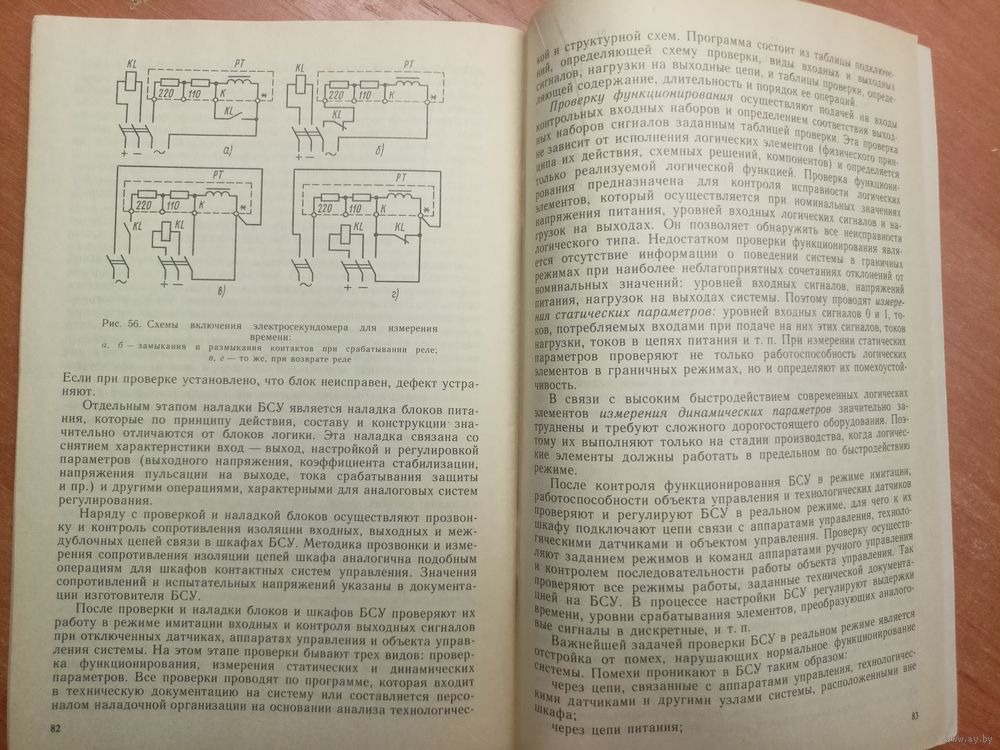 KL
РТ
220
110
К
*
KL
+ − ~
а)
KL
РТ
220
110
К
*
KL
+ − ~
б)
РТ
220
110
К
*
KL
KL
~
+ −
в)
РТ
220
110
К
*
KL
KL
~
+ −
г)
Рис. 56. Схемы включения электросекундомера для измерения
времени:
а, б — замыкания и размыкания контактов при срабатывании реле;
в, г — то же, при возврате реле
Если при проверке установлено, что блок неисправен, дефект устра-
няют.
Отдельным этапом наладки БСУ является наладка блоков пита-
ния, которые по принципу действия, составу и конструкции зна-
чительно отличаются от блоков логики. Эта наладка связана со
снятием характеристики вход — выход, настройкой и регулировкой
параметров (выходного напряжения, коэффициента стабилизации,
напряжения пульсации на выходе, тока срабатывания защиты
и пр.) и другими операциями, характерными для аналоговых систем
регулирования.
Наряду с проверкой и наладкой блоков осуществляют прозвон-
ку и контроль сопротивления изоляции входных, выходных и меж-
дублочных цепей связи в шкафах БСУ. Методика прозвонки и изме-
рения сопротивления изоляции цепей шкафа аналогична подобным
операциям для шкафов контактных систем управления. Значения
сопротивлений и испытательных напряжений указаны в документа-
ции изготовителя БСУ.
После проверки и наладки блоков и шкафов БСУ проверяют их
работу в режиме имитации входных и контроля выходных сигналов
при отключенных датчиках, аппаратах управления и объекта управ-
ления системы. На этом этапе проверки бывают трех видов: провер-
ка функционирования, измерения статических и динамических
параметров. Все проверки проводят по программе, которая входит
в техническую документацию на систему или составляется персо-
налом наладочной организации на основании анализа технологичес-
82
кой и структурной схем. Программа состоит из таблицы подключе-
ний, определяющей схему проверки, виды входных и выходных
сигналов, нагрузки на выходные цепи, и таблицы проверки, опреде-
ляющей содержание, длительность и порядок ее операций.
Проверку функционирования осуществляют подачей на входы
контрольных входных наборов и определением соответствия выход-
ных наборов сигналов заданным таблицей проверки. Эта проверка
не зависит от исполнения логических элементов (физического прин-
ципа их действия, схемных решений, компонентов) и определяется
только реализуемой логической функцией. Проверка функциони-
рования предназначена для контроля исправности логических
элементов, который осуществляется при номинальных значениях
напряжения питания, уровней входных логических сигналов и на-
грузок на выходах. Он позволяет обнаружить все неисправности
логического типа. Недостатком проверки функционирования явля-
ется отсутствие информации о поведении системы в граничных
режимах при наиболее неблагоприятных сочетаниях отклонений от
номинальных значений: уровней входных сигналов, напряжений
питания, нагрузок на выходах системы. Поэтому проводят измере-
ния статических параметров: уровней входных сигналов 0 и 1, то-
ков, потребляемых входами при подаче на них этих сигналов, токов
нагрузки, токов в цепях питания и т. п. При измерении статических
параметров проверяют не только работоспособность логических
элементов в граничных режимах, но и определяют их помехоустой-
чивость.
В связи с высоким быстродействием современных логических
элементов измерения динамических параметров значительно за-
труднены и требуют сложного дорогостоящего оборудования. Поэ-
тому их выполняют только на стадии производства, когда логичес-
кие элементы должны работать в предельном по быстродействию
режиме.
После контроля функционирования БСУ в режиме имитации,
работоспособности объекта управления и технологических датчиков
проверяют и регулируют БСУ в реальном режиме, для чего к их
шкафу подключают цепи связи с аппаратами управления, техноло-
гическими датчиками и объектом управления. Проверку осуществ-
ляют заданием режимов и команд аппаратами ручного управления
и контролем последовательности работы объекта управления. Так
проверяют все режимы работы, заданные технической документа-
цией на БСУ. В процессе настройки БСУ регулируют выдержки
времени, уровни срабатывания элементов, преобразующих аналого-
вые сигналы в дискретные, и т. п.
Важнейшей задачей проверки БСУ в реальном режиме является
отстройка от помех, нарушающих нормальное функционирование
системы. Помехи проникают в БСУ таким образом:
через цепи, связанные с аппаратами управления, технологичес-
кими датчиками и другими узлами системы, расположенными вне
шкафа;
через цепи питания;
83
www.ay.by